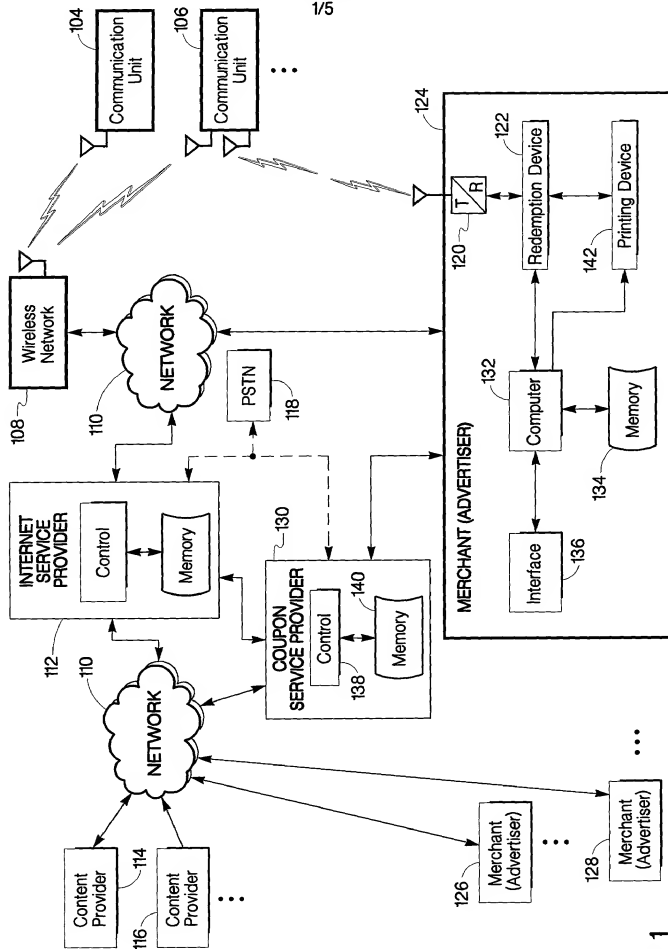 1/5
104
Communication
Unit
106
Communication
Unit
• • •
Wireless
Network
108
NETWORK
110
PSTN
118
INTERNET
SERVICE
PROVIDER
Control
Memory
112
NETWORK
110
Content
Provider
114
Content
Provider
116
• • •
COUPON
SERVICE PROVIDER
130
Control
138
Memory
140
124
MERCHANT (ADVERTISER)
T
R
120
Redemption Device
122
Printing Device
142
Computer
132
Memory
134
Interface
136
Merchant
(Advertiser)
126
• • •
Merchant
(Advertiser)
128
• • •
1